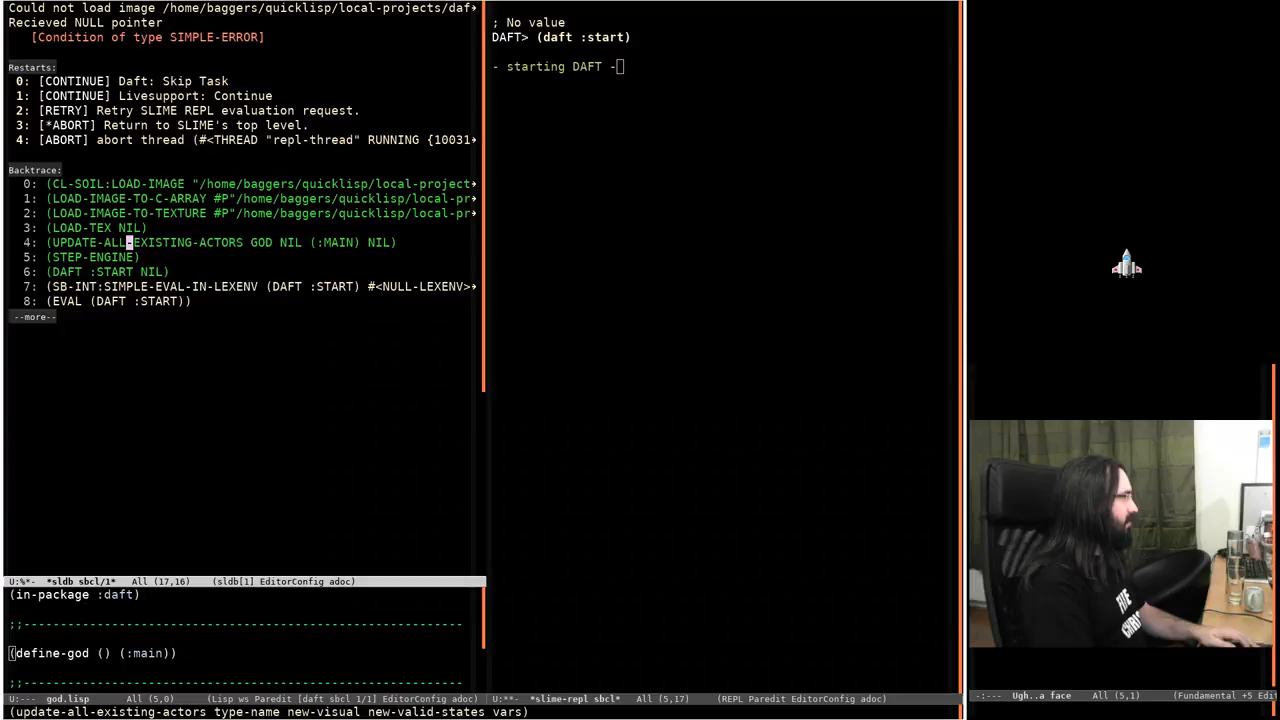 Could not load image /home/baggers/quicklisp/local-projects/daf
Recieved NULL pointer
[Condition of type SIMPLE-ERROR]
Restarts:
0: [CONTINUE] Daft: Skip Task
1: [CONTINUE] Livesupport: Continue
2: [RETRY] Retry SLIME REPL evaluation request.
3: [*ABORT] Return to SLIME's top level.
4: [ABORT] abort thread (#<THREAD "repl-thread" RUNNING {10031
Backtrace:
0: (CL-SOIL:LOAD-IMAGE "/home/baggers/quicklisp/local-project
1: (LOAD-IMAGE-TO-C-ARRAY #P"/home/baggers/quicklisp/local-pr
2: (LOAD-IMAGE-TO-TEXTURE #P"/home/baggers/quicklisp/local-pr
3: (LOAD-TEX NIL)
4: (UPDATE-ALL-EXISTING-ACTORS GOD NIL (:MAIN) NIL)
5: (STEP-ENGINE)
6: (DAFT :START NIL)
7: (SB-INT:SIMPLE-EVAL-IN-LEXENV (DAFT :START) #<NULL-LEXENV>
8: (EVAL (DAFT :START))
--more--
U:%*- *sldb sbcl/1* All (17,16) (sldb[1] EditorConfig adoc)
(in-package :daft)
;;------------------------------------------------------------
(define-god () (:main))
;;------------------------------------------------------------
U:--- god.lisp All (5,0) (Lisp ws Paredit [daft sbcl 1/1] EditorConfig adoc)
(update-all-existing-actors type-name new-visual new-valid-states vars)
; No value
DAFT> (daft :start)
- starting DAFT -
U:**- *slime-repl sbcl* All (5,17) (REPL Paredit EditorConfig adoc)
THE
CHRIS
-:--- Ugh..a face All (5,1) (Fundamental +5 Edit